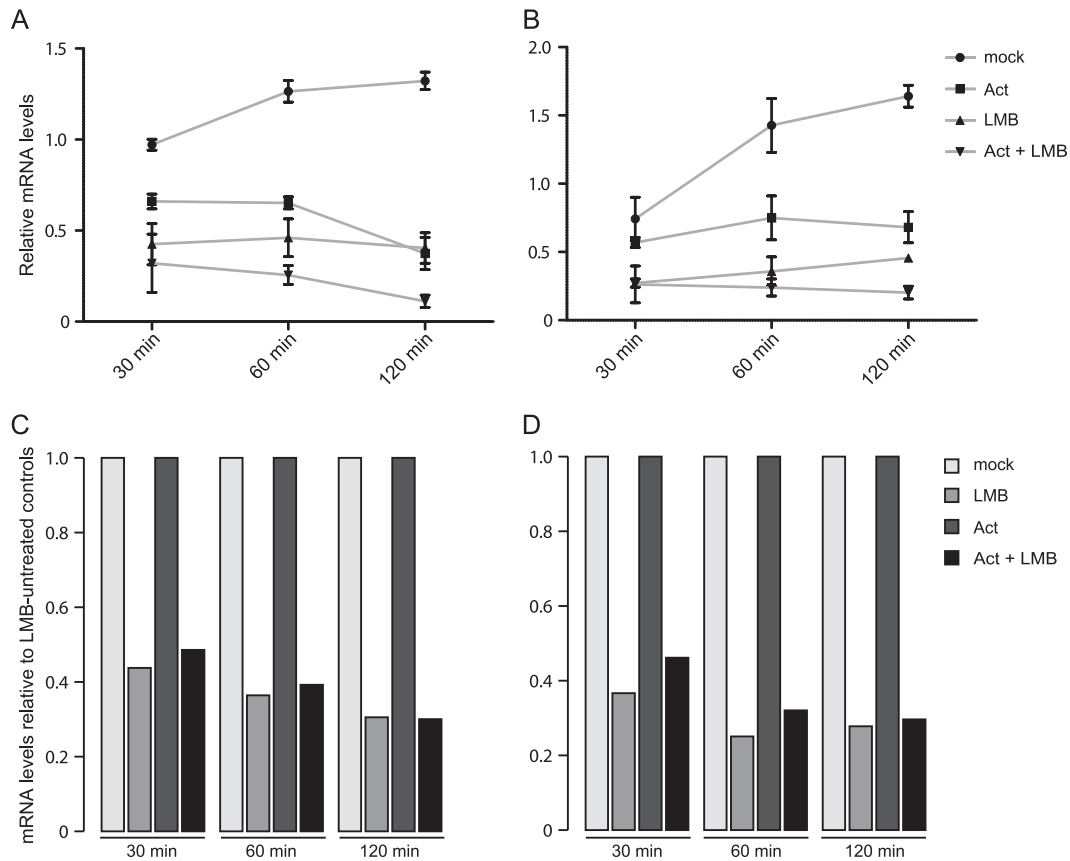 A
Relative mRNA levels
1.5
1.0
0.5
0
30 min
60 min
120 min
B
2.0
1.5
1.0
0.5
0
30 min
60 min
120 min
mock
Act
LMB
Act + LMB
C
mRNA levels relative to LMB-untreated controls
1.0
0.8
0.6
0.4
0.2
0
30 min
60 min
120 min
D
1.0
0.8
0.6
0.4
0.2
0
30 min
60 min
120 min
mock
LMB
Act
Act + LMB